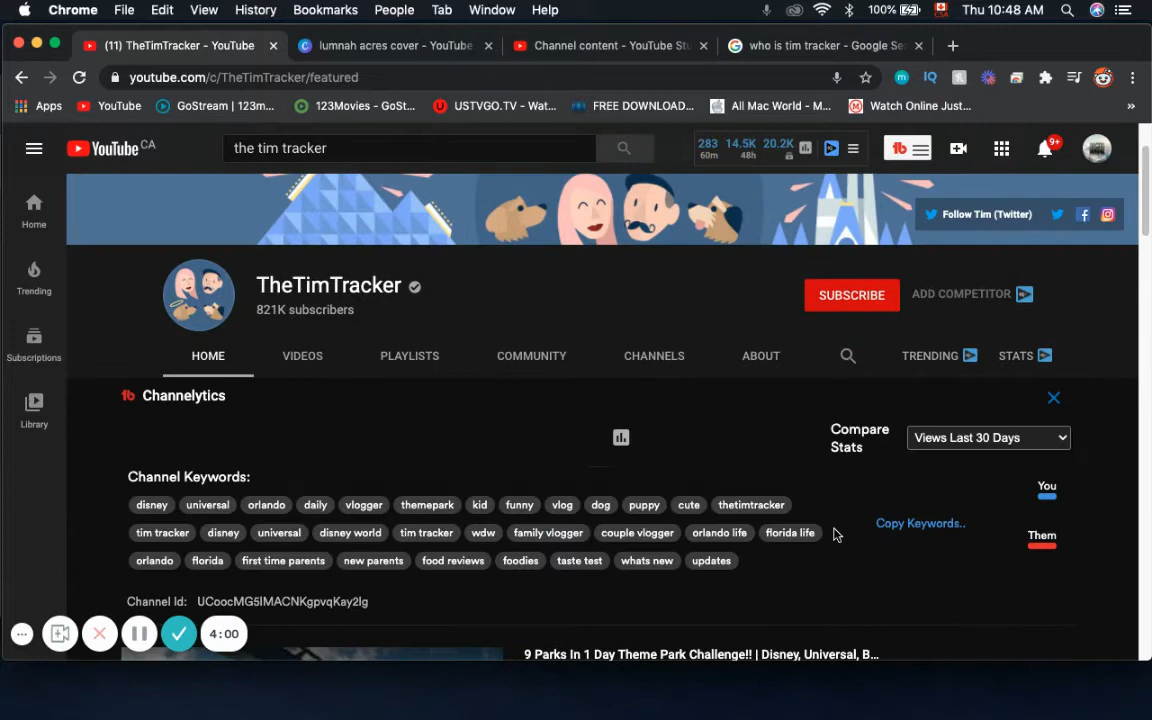 Chrome File Edit View History Bookmarks People Tab Window Help 100% CSA Thu 10:48 AM
(11) TheTimTracker - YouTube lumnah acres cover - YouTube Channel content - YouTube Stu who is tim tracker - Google Se
youtube.com/c/TheTimTracker/featured
Apps YouTube GoStream | 123m... 123Movies - GoSt... USTVGO.TV - Wat... FREE DOWNLOAD... All Mac World - M... Watch Online Just... »
YouTube CA the tim tracker 283 60m 14.5K 48h 20.2K tb 9+
Home
Trending
Subscriptions
Library
Follow Tim (Twitter)
TheTimTracker
821K subscribers
SUBSCRIBE ADD COMPETITOR
HOME VIDEOS PLAYLISTS COMMUNITY CHANNELS ABOUT TRENDING STATS
tb Channelytics
Compare Stats Views Last 30 Days
Channel Keywords:
disney universal orlando daily vlogger themepark kid funny vlog dog puppy cute thetimtracker
tim tracker disney universal disney world tim tracker wdw family vlogger couple vlogger orlando life florida life
orlando florida first time parents new parents food reviews foodies taste test whats new updates
Copy Keywords..
You
Them
Channel Id: UCoocMG5IMACNKgpvqKay2lg
4:00
9 Parks In 1 Day Theme Park Challenge!! | Disney, Universal, B...